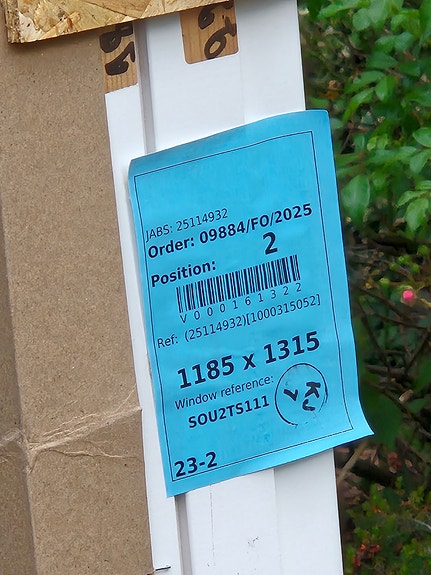 JABS: 25114932
Order: 09884/FO/2025
Position: 2
V000161322
Ref: (25114932)[1000315052]
1185 x 1315
Window reference:
SOU2TS111
23-2